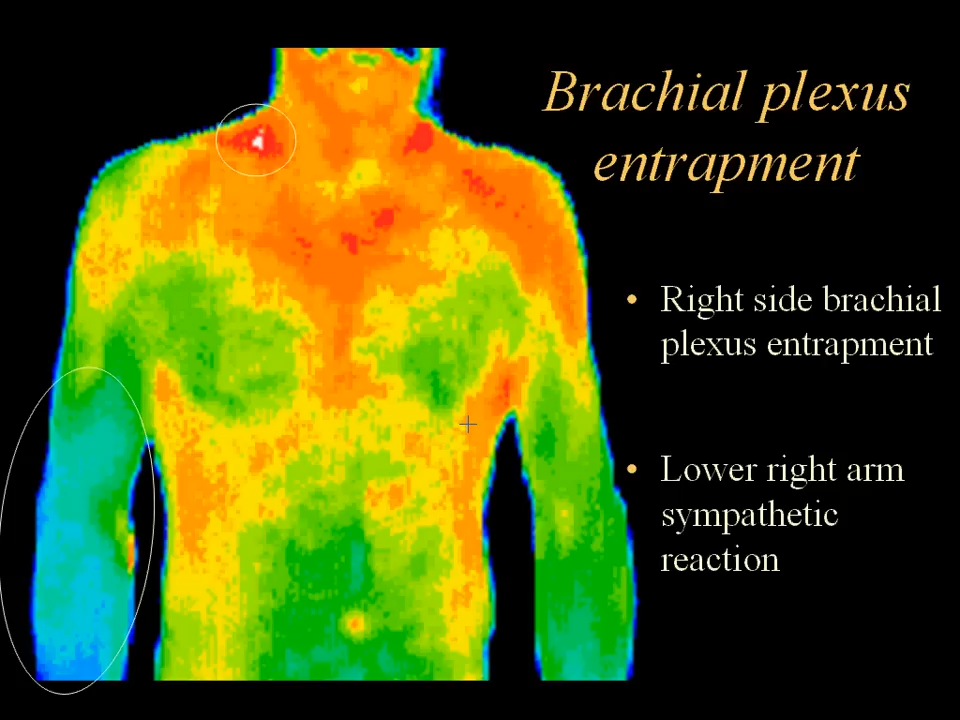 Brachial plexus
entrapment
• Right side brachial
plexus entrapment
• Lower right arm
sympathetic
reaction